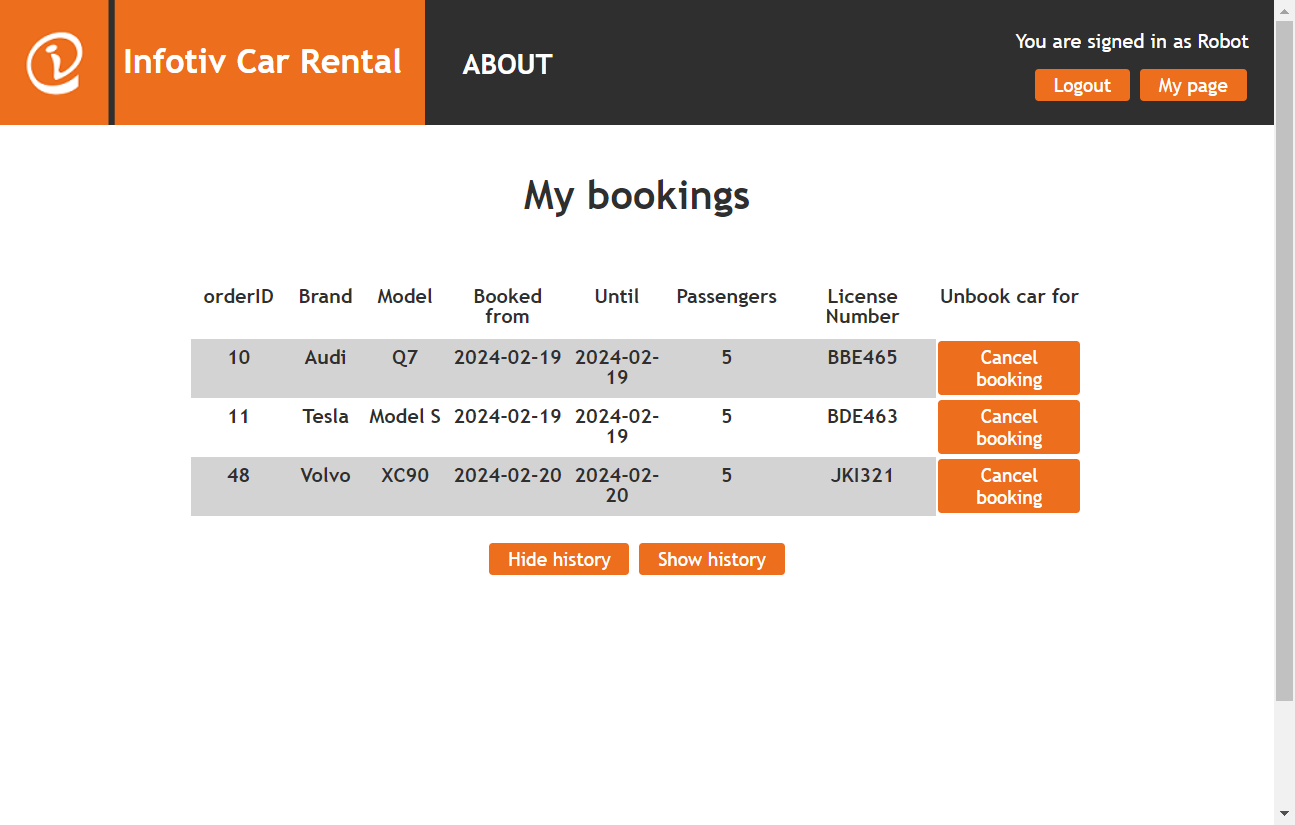 Infotiv Car Rental
ABOUT
You are signed in as Robot
Logout My page
My bookings
orderID Brand Model Booked from Until Passengers License Number Unbook car for
10 Audi Q7 2024-02-19 2024-02-19 5 BBE465 Cancel booking
11 Tesla Model S 2024-02-19 2024-02-19 5 BDE463 Cancel booking
48 Volvo XC90 2024-02-20 2024-02-20 5 JKI321 Cancel booking
Hide history Show history